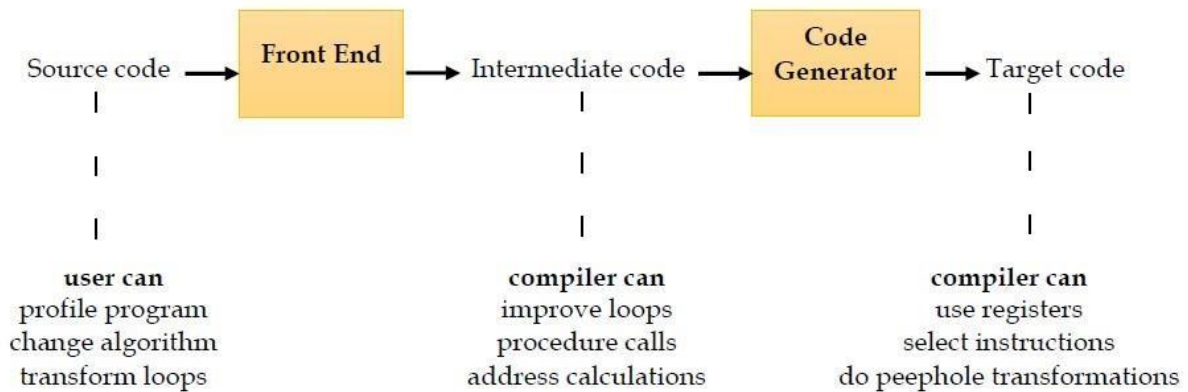 Source code
Front End
Intermediate code
Code
Generator
Target code
user can
profile program
change algorithm
transform loops
compiler can
improve loops
procedure calls
address calculations
compiler can
use registers
select instructions
do peephole transformations